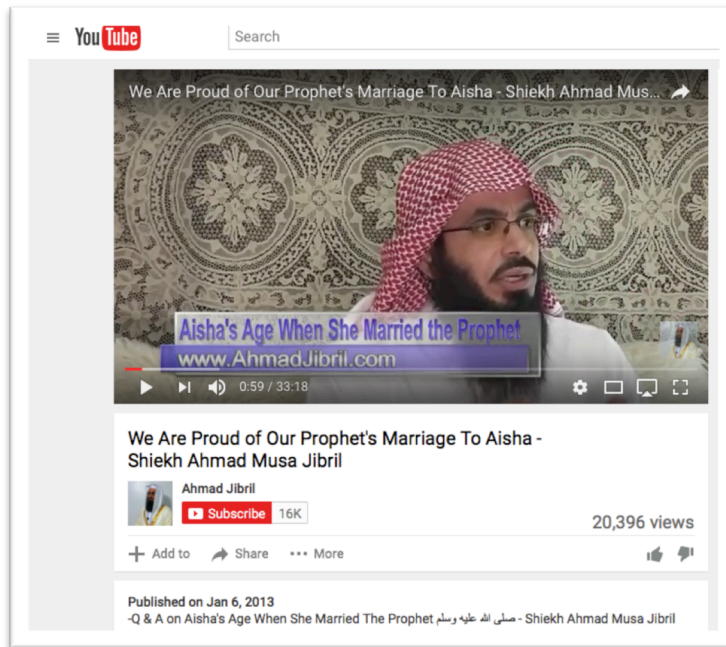 YouTube
Search
We Are Proud of Our Prophet's Marriage To Aisha - Shiekh Ahmad Mus...
Aisha's Age When She Married the Prophet
www.AhmadJibril.com
0:59 / 33:18
We Are Proud of Our Prophet's Marriage To Aisha -
Shiekh Ahmad Musa Jibril
Ahmad Jibril
Subscribe 16K
20,396 views
Add to Share More
Published on Jan 6, 2013
-Q & A on Aisha's Age When She Married The Prophet صلى الله عليه وسلم - Shiekh Ahmad Musa Jibril